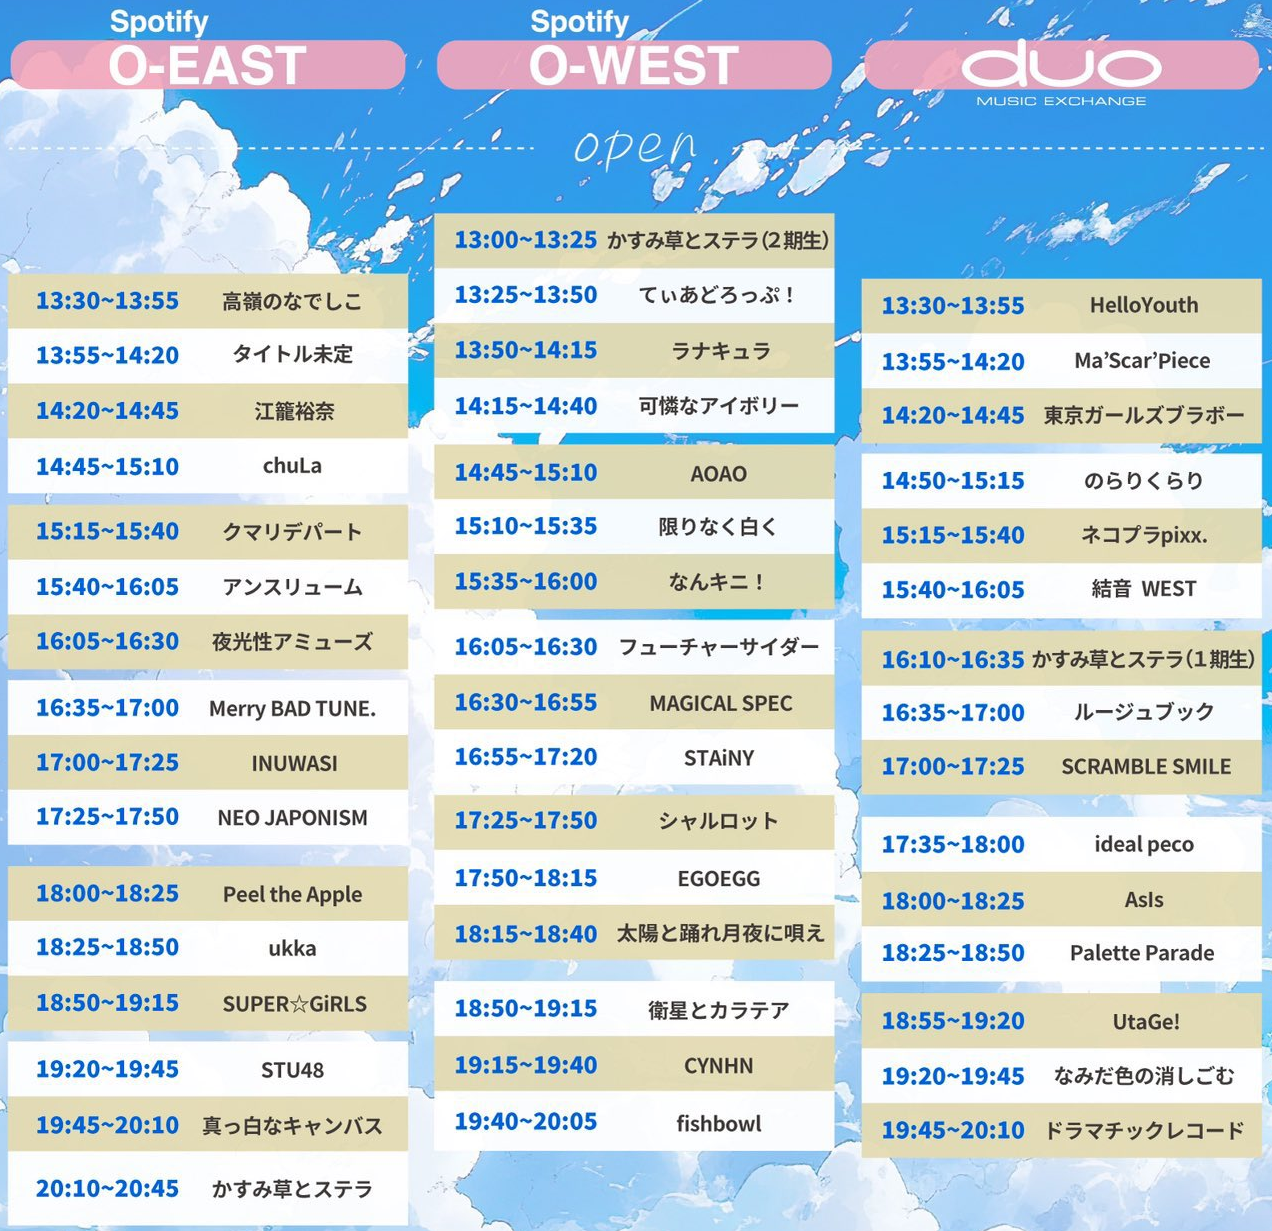 Spotify
O-EAST
13:30~13:55 高嶺のなでしこ
13:55~14:20 タイトル未定
14:20~14:45 江籠裕奈
14:45~15:10 chuLa
15:15~15:40 クマリデパート
15:40~16:05 アンスリューム
16:05~16:30 夜光性アミューズ
16:35~17:00 Merry BAD TUNE.
17:00~17:25 INUWASI
17:25~17:50 NEO JAPONISM
18:00~18:25 Peel the Apple
18:25~18:50 ukka
18:50~19:15 SUPER☆GiRLS
19:20~19:45 STU48
19:45~20:10 真っ白なキャンバス
20:10~20:45 かすみ草とステラ
Spotify
O-WEST
open
13:00~13:25 かすみ草とステラ(２期生)
13:25~13:50 てぃあどろっぷ！
13:50~14:15 ラナキュラ
14:15~14:40 可憐なアイボリー
14:45~15:10 AOAO
15:10~15:35 限りなく白く
15:35~16:00 なんキニ！
16:05~16:30 フューチャーサイダー
16:30~16:55 MAGICAL SPEC
16:55~17:20 STAiNY
17:25~17:50 シャルロット
17:50~18:15 EGOEGG
18:15~18:40 太陽と踊れ月夜に唄え
18:50~19:15 衛星とカラテア
19:15~19:40 CYNHN
19:40~20:05 fishbowl
duo
MUSIC EXCHANGE
13:30~13:55 HelloYouth
13:55~14:20 Ma’Scar’Piece
14:20~14:45 東京ガールズブラボー
14:50~15:15 のらりくらり
15:15~15:40 ネコプラpixx.
15:40~16:05 結音 WEST
16:10~16:35 かすみ草とステラ(１期生)
16:35~17:00 ルージュブック
17:00~17:25 SCRAMBLE SMILE
17:35~18:00 ideal peco
18:00~18:25 AsIs
18:25~18:50 Palette Parade
18:55~19:20 UtaGe!
19:20~19:45 なみだ色の消しごむ
19:45~20:10 ドラマチックレコード